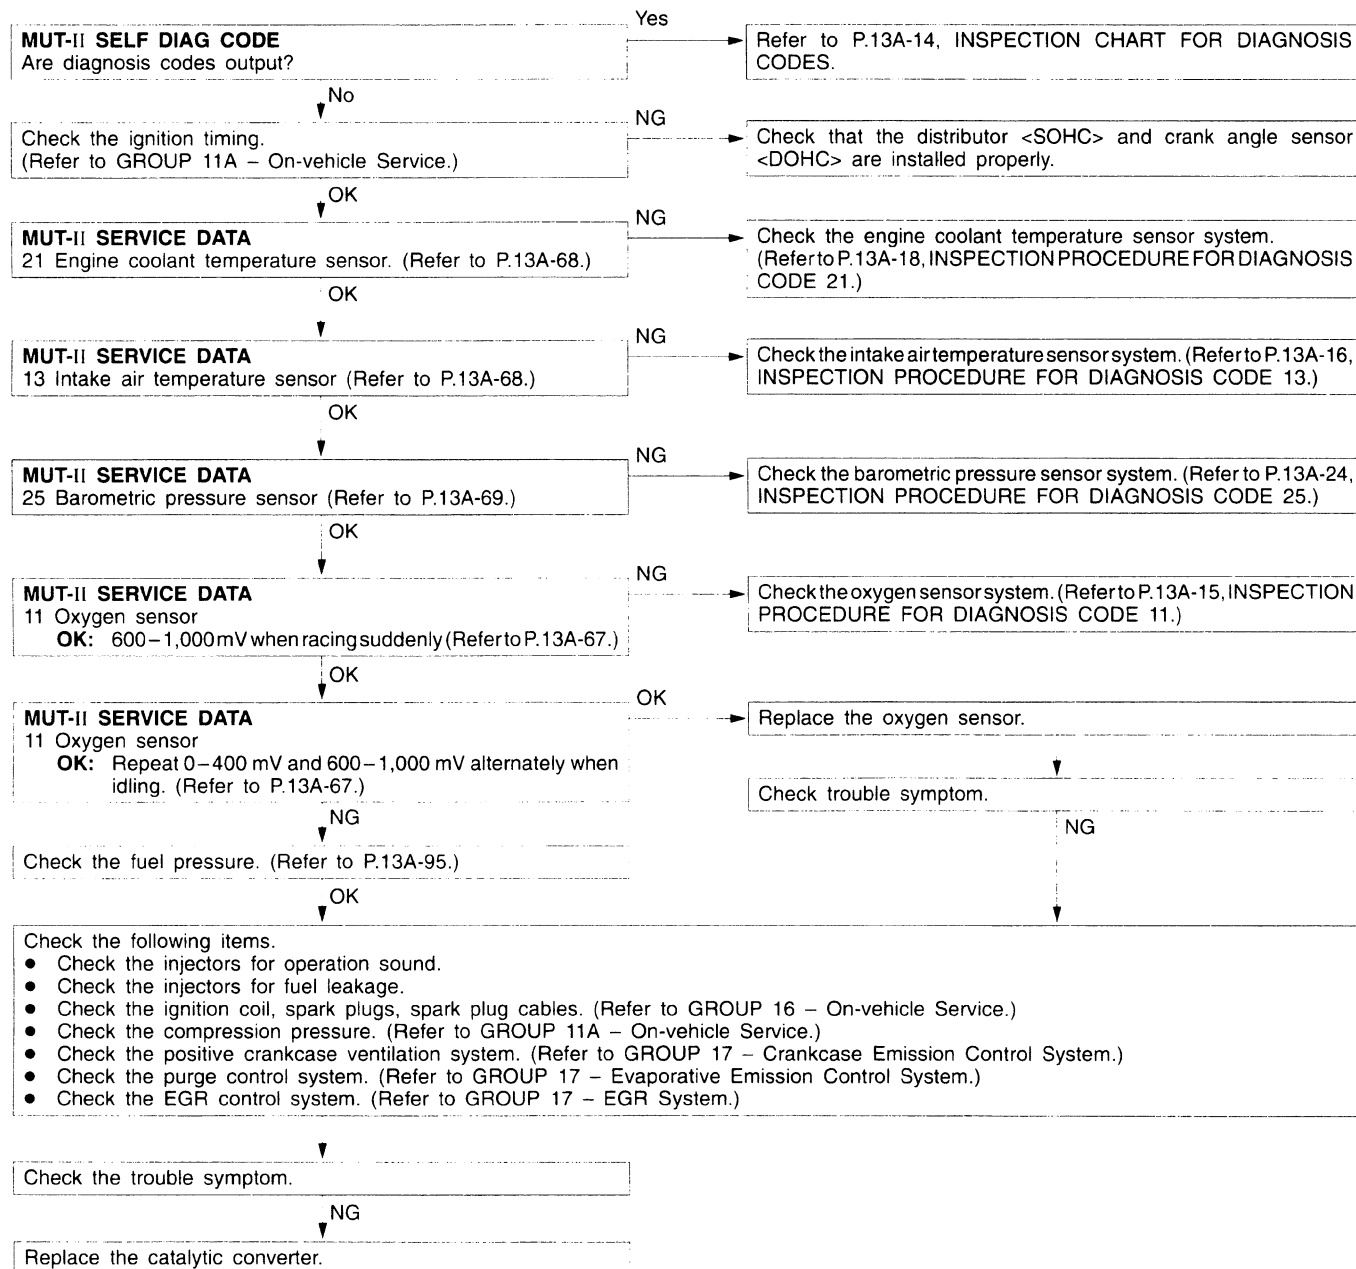 MUT-II SELF DIAG CODE
Are diagnosis codes output?
Yes
Refer to P.13A-14, INSPECTION CHART FOR DIAGNOSIS
CODES.
No
Check the ignition timing.
(Refer to GROUP 11A – On-vehicle Service.)
NG
Check that the distributor <SOHC> and crank angle sensor
<DOHC> are installed properly.
OK
MUT-II SERVICE DATA
21 Engine coolant temperature sensor. (Refer to P.13A-68.)
NG
Check the engine coolant temperature sensor system.
(Refer to P.13A-18, INSPECTION PROCEDURE FOR DIAGNOSIS
CODE 21.)
OK
MUT-II SERVICE DATA
13 Intake air temperature sensor (Refer to P.13A-68.)
NG
Check the intake air temperature sensor system. (Refer to P.13A-16,
INSPECTION PROCEDURE FOR DIAGNOSIS CODE 13.)
OK
MUT-II SERVICE DATA
25 Barometric pressure sensor (Refer to P.13A-69.)
NG
Check the barometric pressure sensor system. (Refer to P.13A-24,
INSPECTION PROCEDURE FOR DIAGNOSIS CODE 25.)
OK
MUT-II SERVICE DATA
11 Oxygen sensor
OK: 600–1,000 mV when racing suddenly (Refer to P.13A-67.)
NG
Check the oxygen sensor system. (Refer to P.13A-15, INSPECTION
PROCEDURE FOR DIAGNOSIS CODE 11.)
OK
MUT-II SERVICE DATA
11 Oxygen sensor
OK: Repeat 0–400 mV and 600–1,000 mV alternately when
idling. (Refer to P.13A-67.)
OK
Replace the oxygen sensor.
Check trouble symptom.
NG
NG
Check the fuel pressure. (Refer to P.13A-95.)
OK
Check the following items.
● Check the injectors for operation sound.
● Check the injectors for fuel leakage.
● Check the ignition coil, spark plugs, spark plug cables. (Refer to GROUP 16 – On-vehicle Service.)
● Check the compression pressure. (Refer to GROUP 11A – On-vehicle Service.)
● Check the positive crankcase ventilation system. (Refer to GROUP 17 – Crankcase Emission Control System.)
● Check the purge control system. (Refer to GROUP 17 – Evaporative Emission Control System.)
● Check the EGR control system. (Refer to GROUP 17 – EGR System.)
Check the trouble symptom.
NG
Replace the catalytic converter.